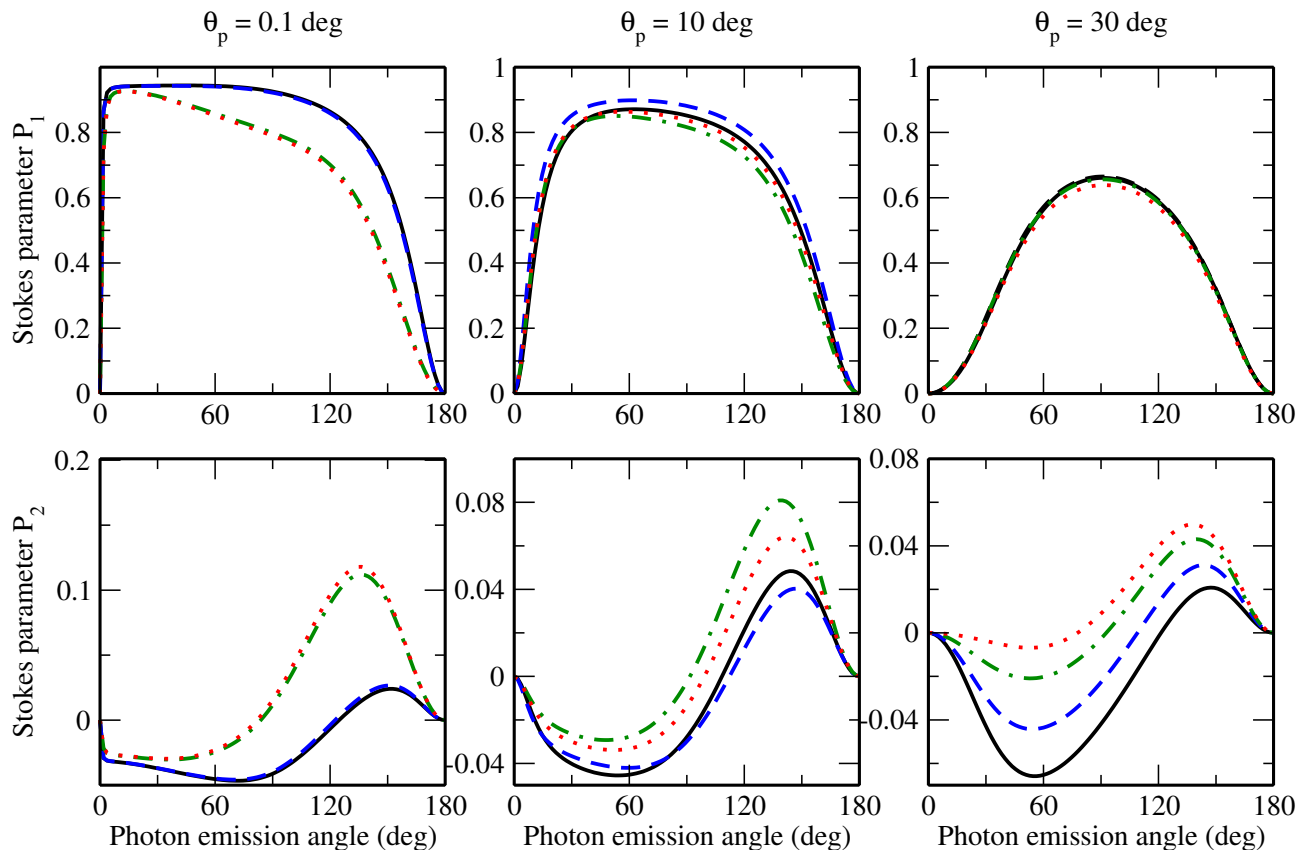 θp = 0.1 deg θp = 10 deg θp = 30 deg
Stokes parameter P1
0.8
0.6
0.4
0.2
0
0 60 120 180
1
0.8
0.6
0.4
0.2
0
0 60 120 180
1
0.8
0.6
0.4
0.2
0
0 60 120 180
Stokes parameter P2
0.2
0.1
0
0 60 120 180
Photon emission angle (deg)
0.08
0.04
0
-0.04
0 60 120 180
Photon emission angle (deg)
0.08
0.04
0
-0.04
0 60 120 180
Photon emission angle (deg)